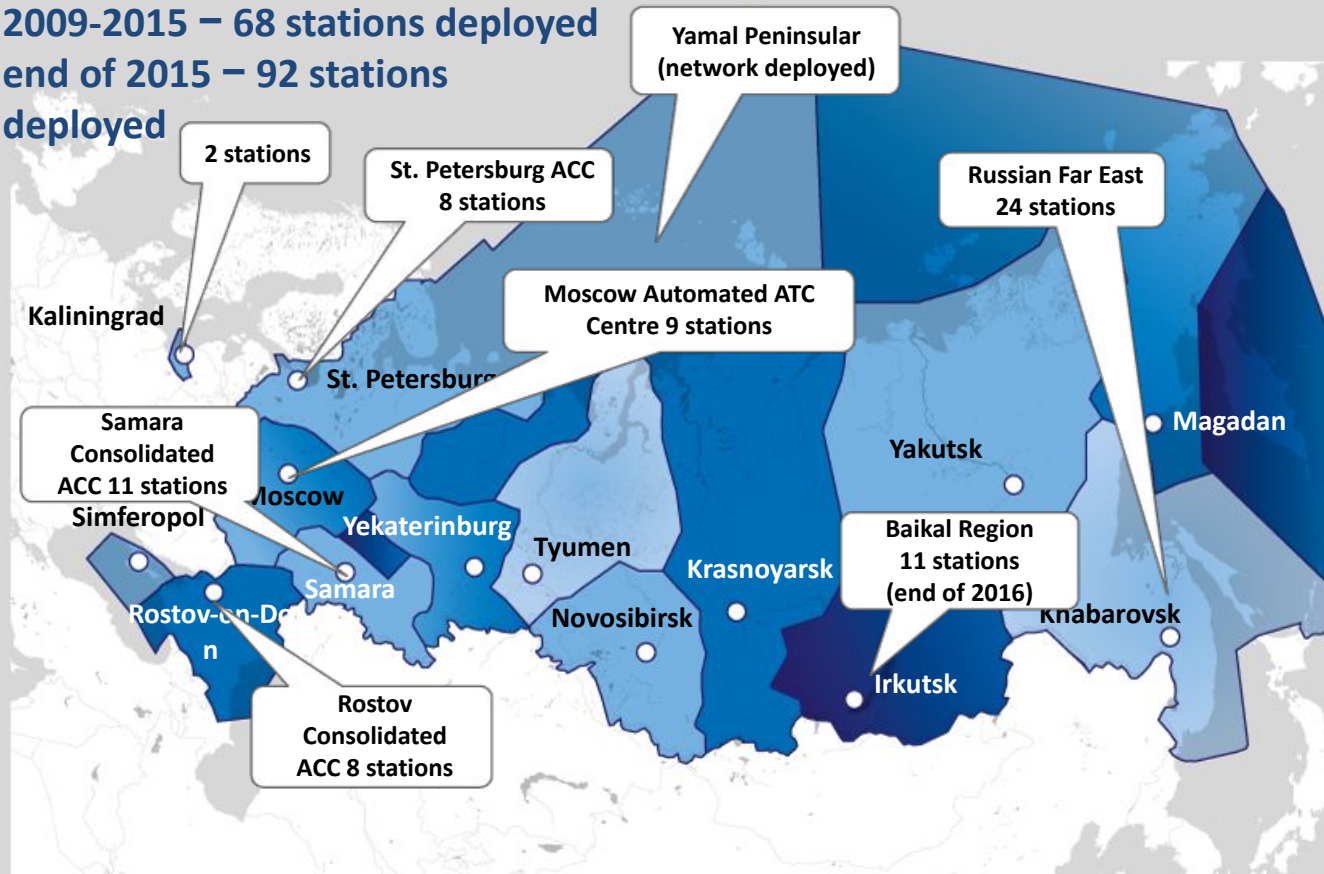 2009-2015 – 68 stations deployed
end of 2015 – 92 stations
deployed
Yamal Peninsular
(network deployed)
2 stations
St. Petersburg ACC
8 stations
Russian Far East
24 stations
Moscow Automated ATC
Centre 9 stations
Kaliningrad
St. Petersburg
Samara
Consolidated
ACC 11 stations
Magadan
Yakutsk
Moscow
Simferopol
Yekaterinburg
Tyumen
Baikal Region
11 stations
(end of 2016)
Krasnoyarsk
Samara
Rostov-on-Do
n
Novosibirsk
Khabarovsk
Irkutsk
Rostov
Consolidated
ACC 8 stations